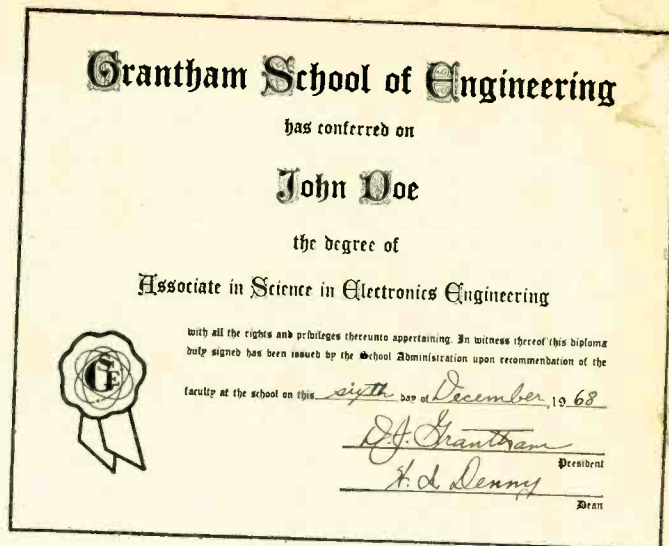 Grantham School of Engineering
has conferred on
John Doe
the degree of
Associate in Science in Electronics Engineering
with all the rights and privileges thereunto appertaining. In witness thereof this diploma
duly signed has been issued by the School Administration upon recommendation of the
faculty at the school on this sixth day of December, 1968
GSE
D.J. Grantham
President
H. L. Denny
Dean